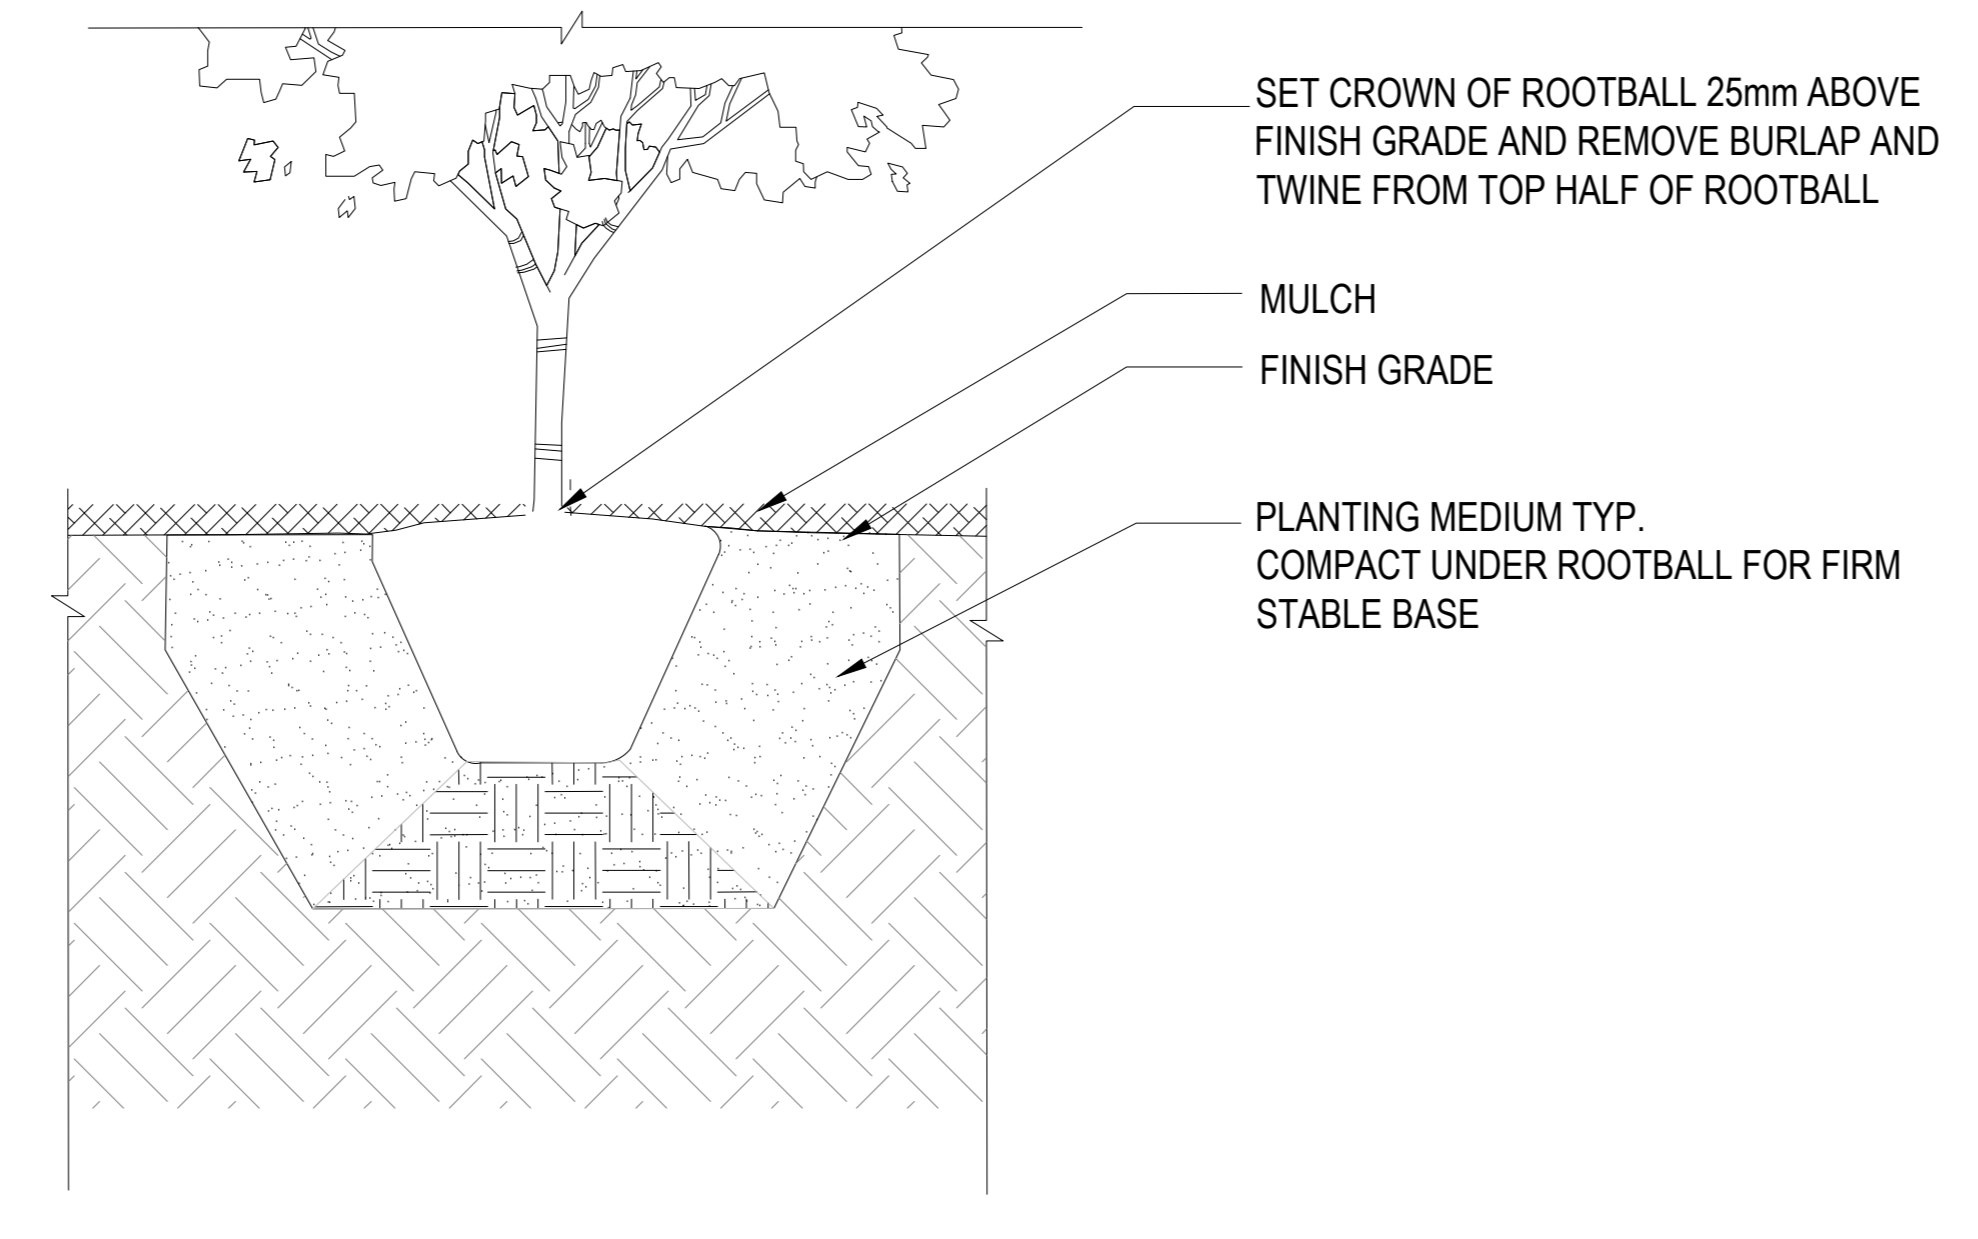 SET CROWN OF ROOTBALL 25mm ABOVE
FINISH GRADE AND REMOVE BURLAP AND
TWINE FROM TOP HALF OF ROOTBALL
MULCH
FINISH GRADE
PLANTING MEDIUM TYP.
COMPACT UNDER ROOTBALL FOR FIRM
STABLE BASE